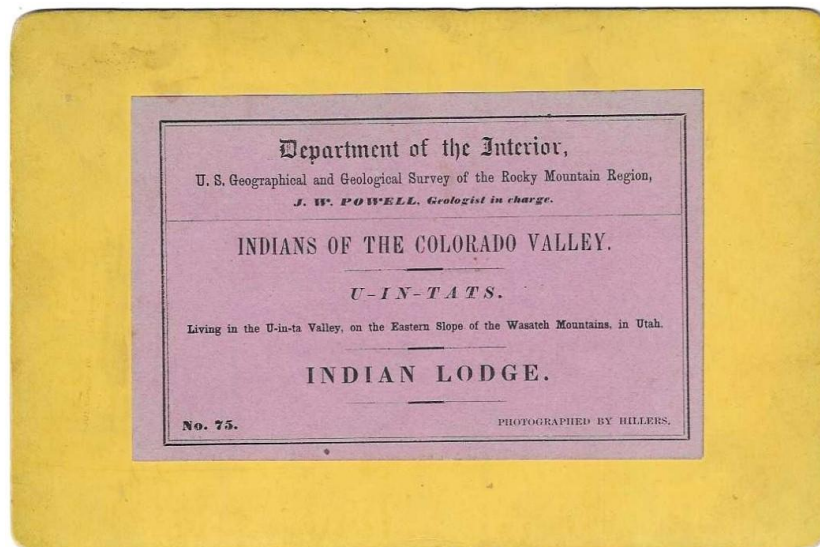 Department of the Interior,
U. S. Geographical and Geological Survey of the Rocky Mountain Region,
J. W. POWELL, Geologist in charge.
INDIANS OF THE COLORADO VALLEY.
U-IN-TATS.
Living in the U-in-ta Valley, on the Eastern Slope of the Wasatch Mountains, in Utah.
INDIAN LODGE.
No. 75.
PHOTOGRAPHED BY HILLERS.